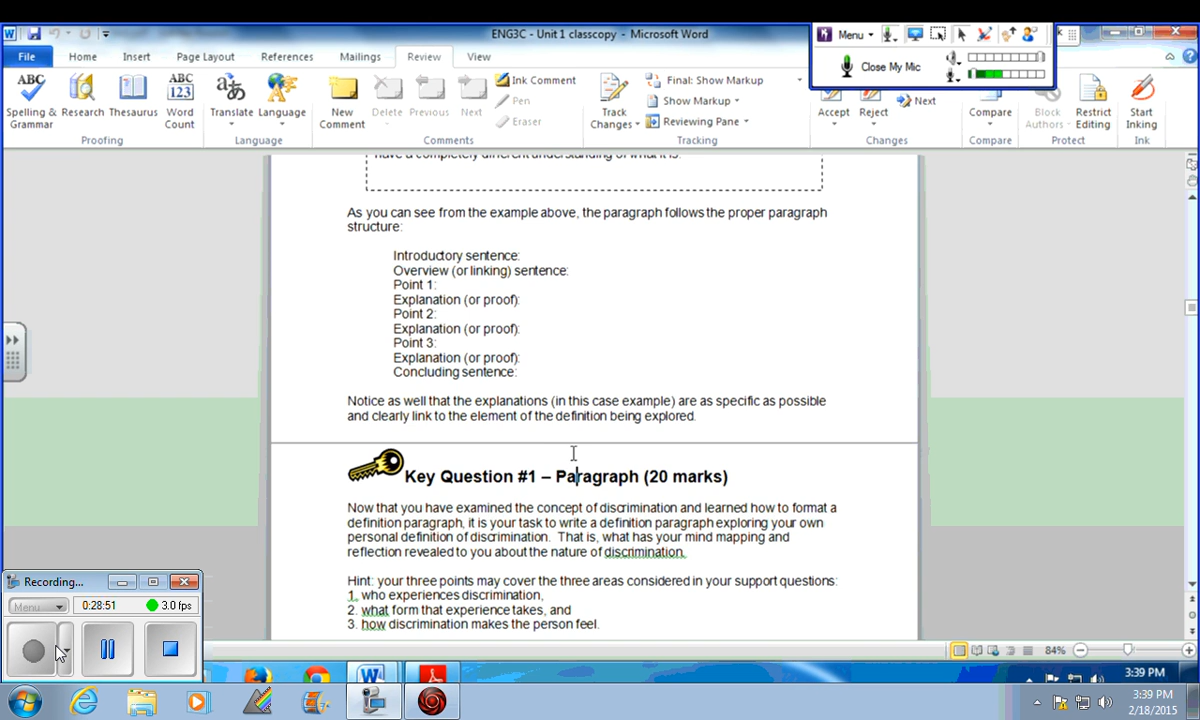 ENG3C - Unit 1 classcopy - Microsoft Word
Menu
Close My Mic
File Home Insert Page Layout References Mailings Review View
ABC ABC 123
Spelling & Grammar Research Thesaurus Word Count Translate Language New Comment Delete Previous Next
Ink Comment
Pen
Eraser
Track Changes
Final: Show Markup
Show Markup
Reviewing Pane
Accept Reject Next
Compare Block Authors Restrict Editing Start Inking
Proofing Language Comments Tracking Changes Compare Protect Ink
have a completely different understanding of what it is.
As you can see from the example above, the paragraph follows the proper paragraph
structure:
Introductory sentence:
Overview (or linking) sentence:
Point 1:
Explanation (or proof):
Point 2:
Explanation (or proof):
Point 3:
Explanation (or proof):
Concluding sentence:
Notice as well that the explanations (in this case example) are as specific as possible
and clearly link to the element of the definition being explored.
Key Question #1 – Paragraph (20 marks)
Now that you have examined the concept of discrimination and learned how to format a
definition paragraph, it is your task to write a definition paragraph exploring your own
personal definition of discrimination. That is, what has your mind mapping and
reflection revealed to you about the nature of discrimination.
Hint: your three points may cover the three areas considered in your support questions:
1. who experiences discrimination,
2. what form that experience takes, and
3. how discrimination makes the person feel.
Recording...
Menu 0:28:51 3.0 fps
84%
3:39 PM
3:39 PM
2/18/2015